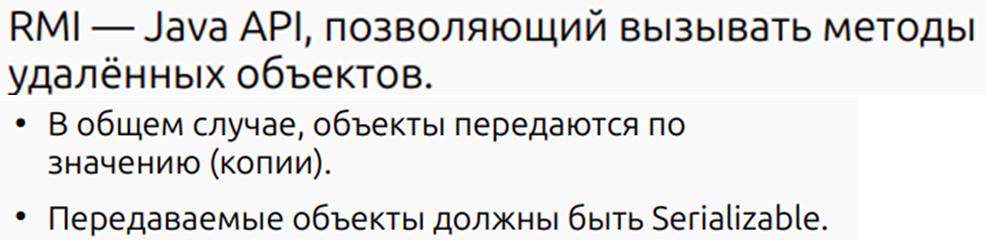 RMI — Java API, позволяющий вызывать методы
удалённых объектов.
• В общем случае, объекты передаются по
значению (копии).
• Передаваемые объекты должны быть Serializable.